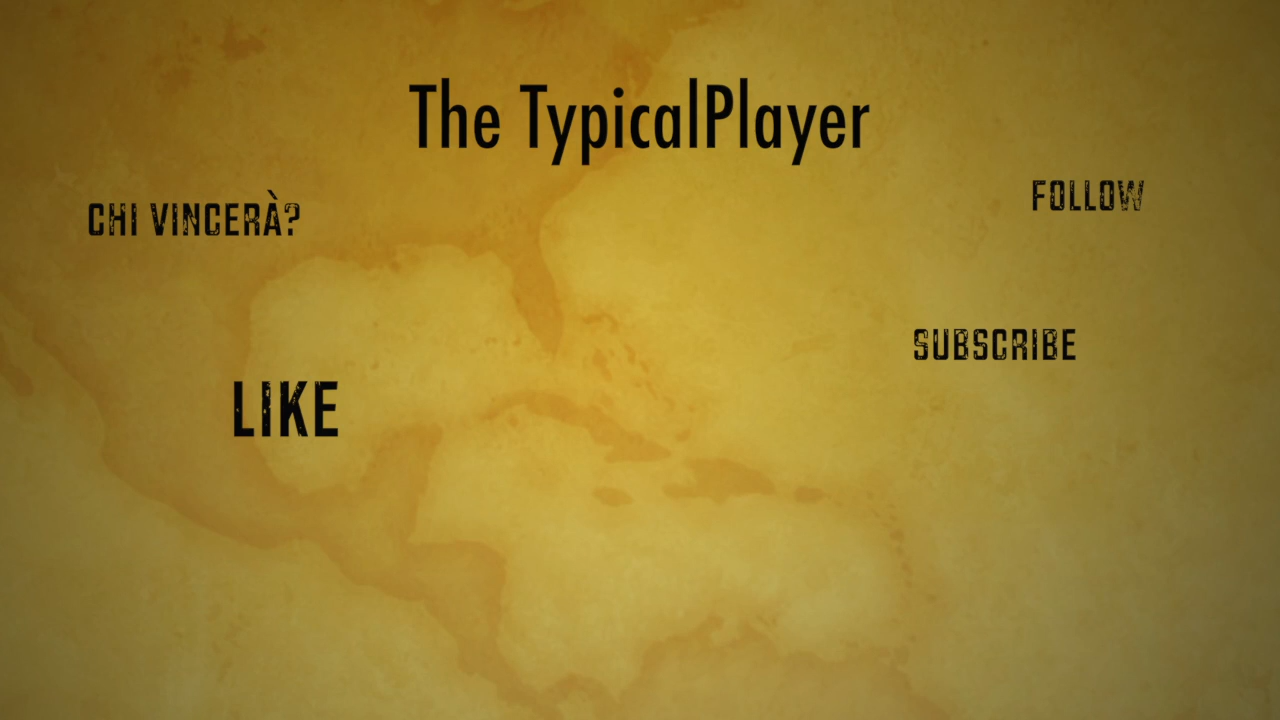 The TypicalPlayer
FOLLOW
CHI VINCERÀ?
SUBSCRIBE
LIKE